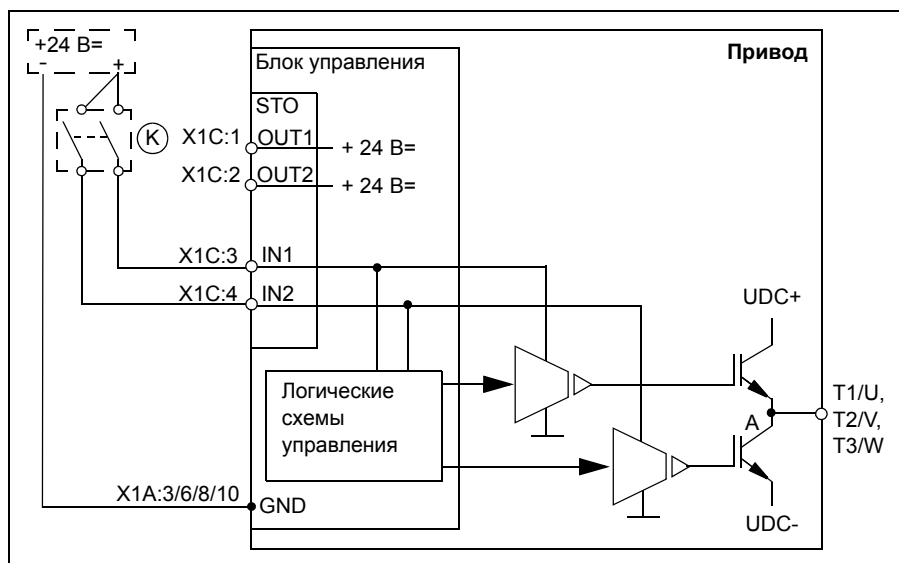 +24 В=
- +
Привод
Блок управления
STO
K
X1C:1 OUT1 + 24 В=
X1C:2 OUT2 + 24 В=
X1C:3 IN1
X1C:4 IN2
UDC+
Логические
схемы
управления
A
T1/U,
T2/V,
T3/W
X1A:3/6/8/10 GND
UDC-